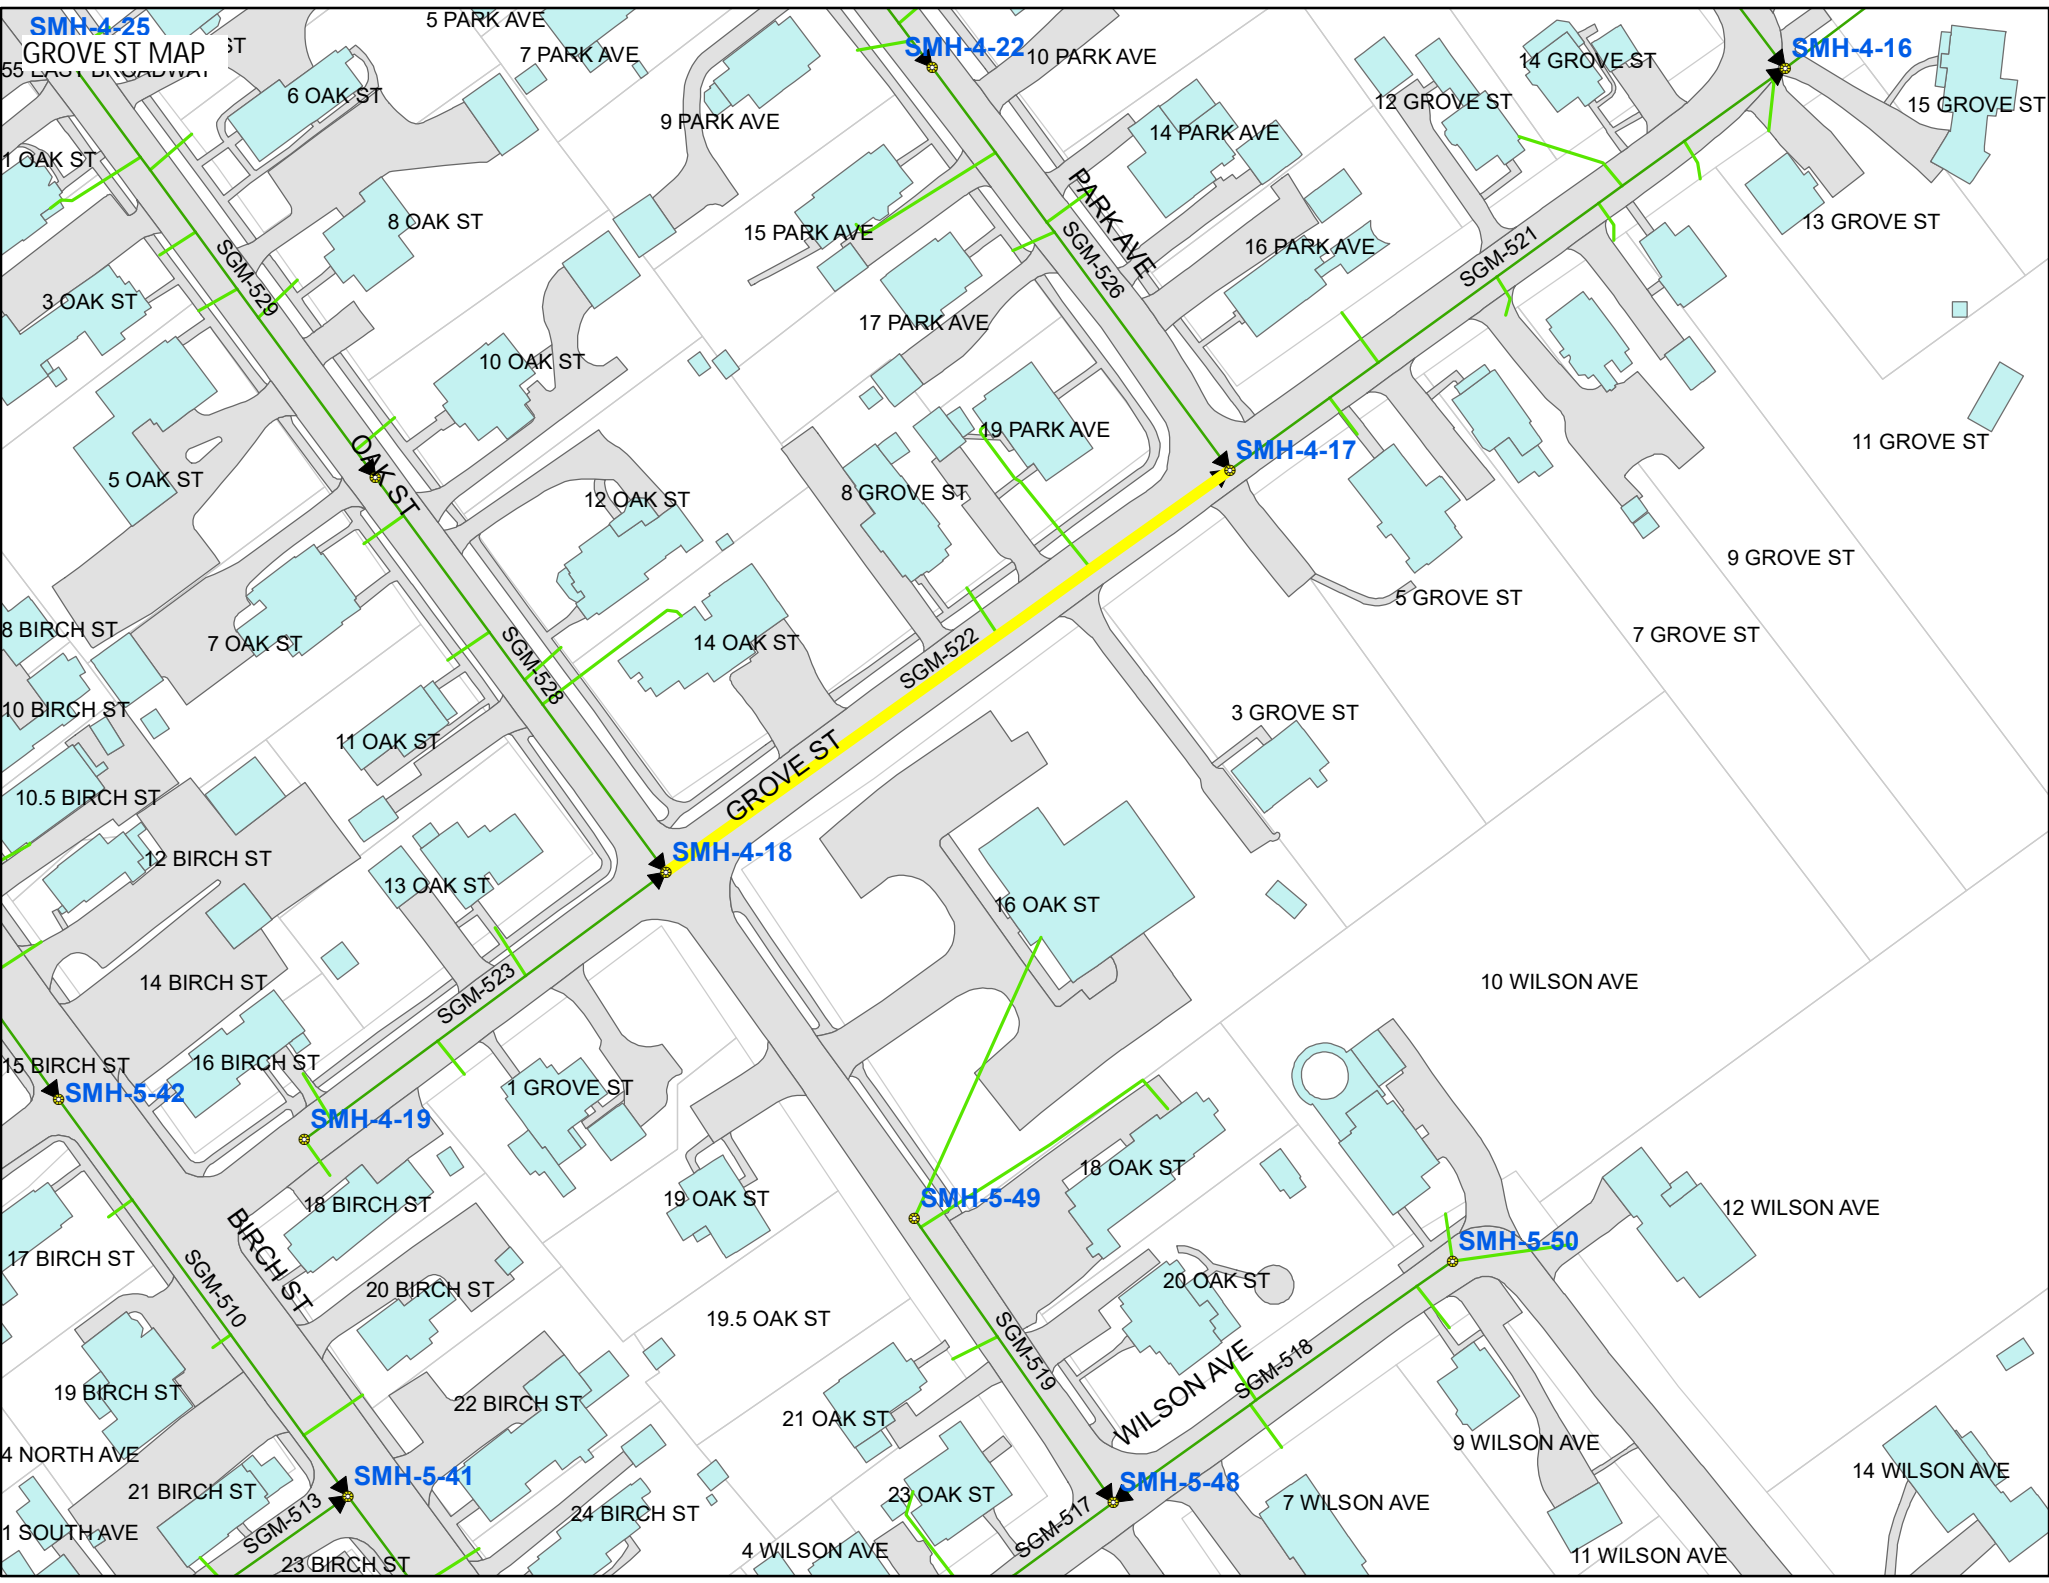 SMH-4-25
GROVE ST MAP
ST
55 EAST BROADWAY
5 PARK AVE
7 PARK AVE
SMH-4-22
10 PARK AVE
14 GROVE ST
SMH-4-16
6 OAK ST
9 PARK AVE
12 GROVE ST
15 GROVE ST
14 PARK AVE
1 OAK ST
PARK AVE
8 OAK ST
15 PARK AVE
16 PARK AVE
13 GROVE ST
SGM-529
SGM-526
SGM-521
3 OAK ST
17 PARK AVE
10 OAK ST
19 PARK AVE
SMH-4-17
11 GROVE ST
OAK ST
5 OAK ST
12 OAK ST
8 GROVE ST
9 GROVE ST
5 GROVE ST
8 BIRCH ST
7 OAK ST
SGM-528
14 OAK ST
SGM-522
7 GROVE ST
10 BIRCH ST
11 OAK ST
3 GROVE ST
GROVE ST
10.5 BIRCH ST
12 BIRCH ST
SMH-4-18
13 OAK ST
16 OAK ST
14 BIRCH ST
SGM-523
10 WILSON AVE
15 BIRCH ST
16 BIRCH ST
SMH-5-42
1 GROVE ST
SMH-4-19
18 OAK ST
18 BIRCH ST
19 OAK ST
SMH-5-49
12 WILSON AVE
BIRCH ST
17 BIRCH ST
SMH-5-50
SGM-510
20 BIRCH ST
20 OAK ST
19.5 OAK ST
SGM-519
SGM-518
WILSON AVE
19 BIRCH ST
22 BIRCH ST
21 OAK ST
4 NORTH AVE
9 WILSON AVE
SMH-5-41
SMH-5-48
14 WILSON AVE
21 BIRCH ST
23 OAK ST
7 WILSON AVE
24 BIRCH ST
1 SOUTH AVE
SGM-513
SGM-517
4 WILSON AVE
11 WILSON AVE
23 BIRCH ST